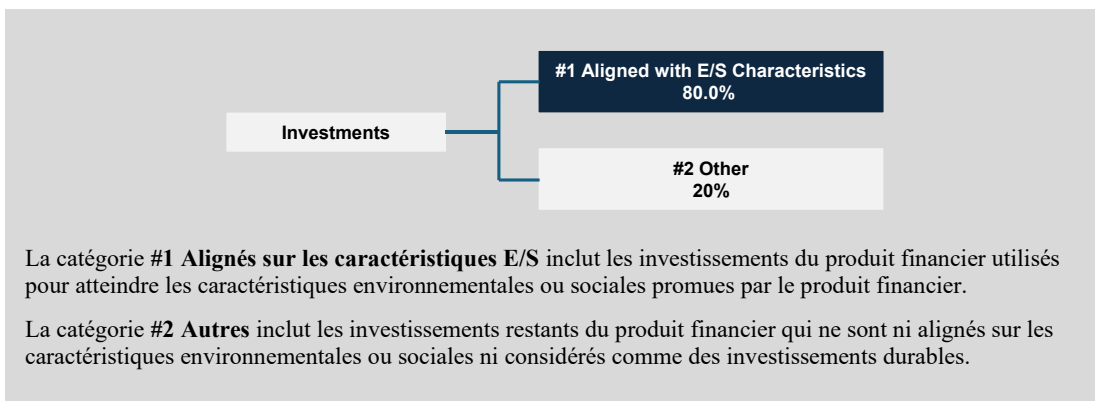 #1 Aligned with E/S Characteristics
80.0%
Investments
#2 Other
20%
La catégorie #1 Alignés sur les caractéristiques E/S inclut les investissements du produit financier utilisés
pour atteindre les caractéristiques environnementales ou sociales promues par le produit financier.
La catégorie #2 Autres inclut les investissements restants du produit financier qui ne sont ni alignés sur les
caractéristiques environnementales ou sociales ni considérés comme des investissements durables.